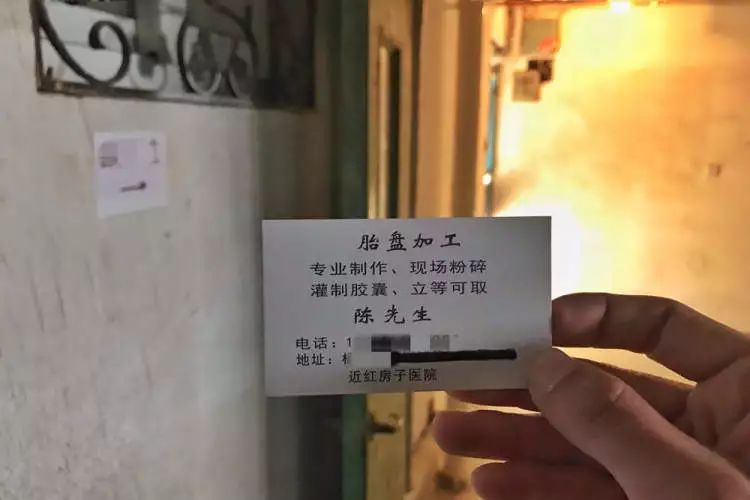 胎盘加工
专业制作、现场粉碎
灌制胶囊、立等可取
陈先生
电话：1
地址：
近红房子医院